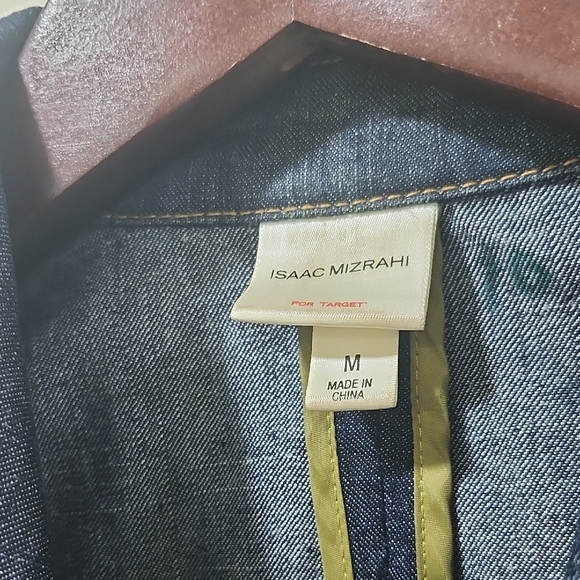 ISAAC MIZRAHI
FOR TARGET
M
MADE IN
CHINA